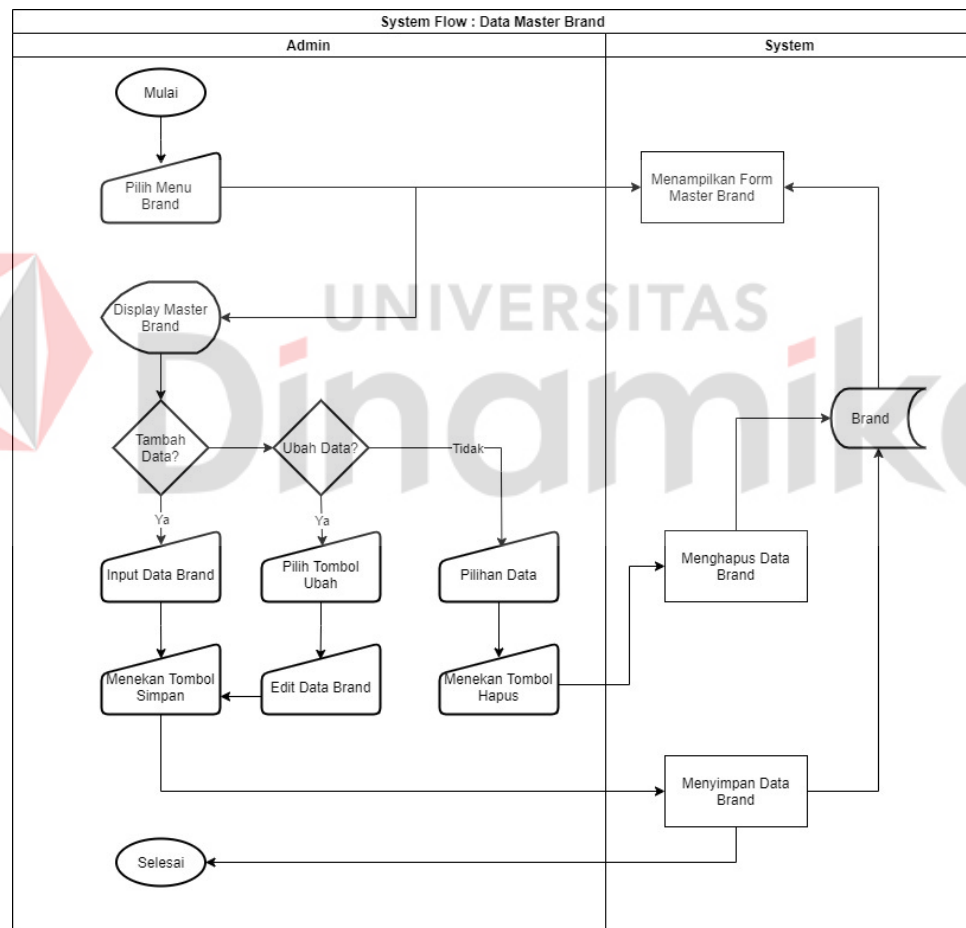 System Flow : Data Master Brand
Admin
System
Mulai
Pilih Menu
Brand
Menampilkan Form
Master Brand
Display Master
Brand
UNIVERSITAS
Dinamika
Brand
Tambah
Data?
Ubah Data?
Tidak
Ya
Ya
Input Data Brand
Pilih Tombol
Ubah
Pilihan Data
Menghapus Data
Brand
Menekan Tombol
Simpan
Edit Data Brand
Menekan Tombol
Hapus
Menyimpan Data
Brand
Selesai